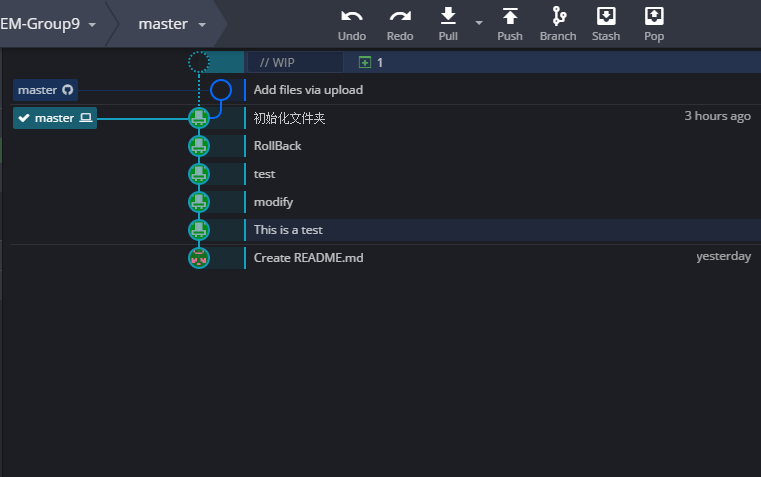 EM-Group9 master
Undo Redo Pull Push Branch Stash Pop
// WIP 1
master Add files via upload
master 初始化文件夹 3 hours ago
RollBack
test
modify
This is a test
Create README.md yesterday